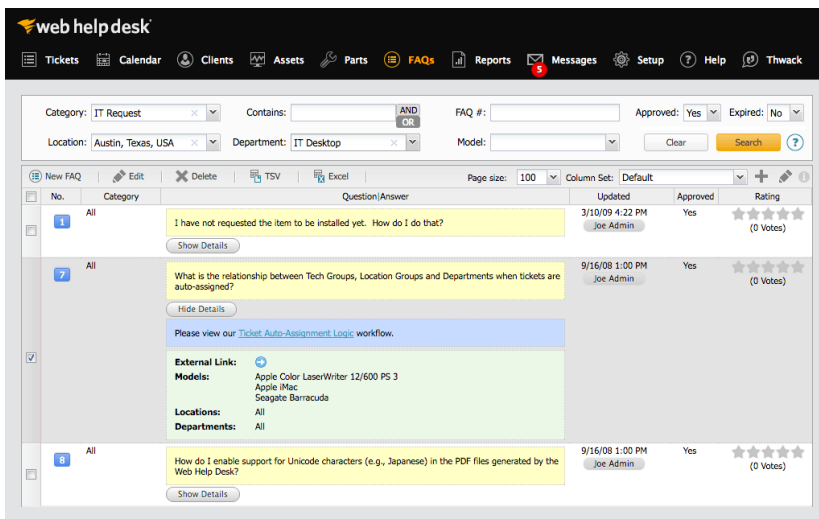 web help desk
Tickets Calendar Clients Assets Parts FAQs Reports Messages 5 Setup ? Help Thwack
Category: IT Request Contains: AND OR FAQ #: Approved: Yes Expired: No
Location: Austin, Texas, USA Department: IT Desktop Model: Clear Search ?
New FAQ Edit Delete TSV Excel Page size: 100 Column Set: Default
No. Category Question|Answer Updated Approved Rating
1 All I have not requested the item to be installed yet. How do I do that? 3/10/09 4:22 PM Yes
Joe Admin (0 Votes)
Show Details
7 All What is the relationship between Tech Groups, Location Groups and Departments when tickets are 9/16/08 1:00 PM Yes
auto-assigned? Joe Admin (0 Votes)
Hide Details
Please view our Ticket Auto-Assignment Logic workflow.
External Link:
Models: Apple Color LaserWriter 12/600 PS 3
Apple iMac
Seagate Barracuda
Locations: All
Departments: All
8 All How do I enable support for Unicode characters (e.g., Japanese) in the PDF files generated by the 9/16/08 1:00 PM Yes
Web Help Desk? Joe Admin (0 Votes)
Show Details